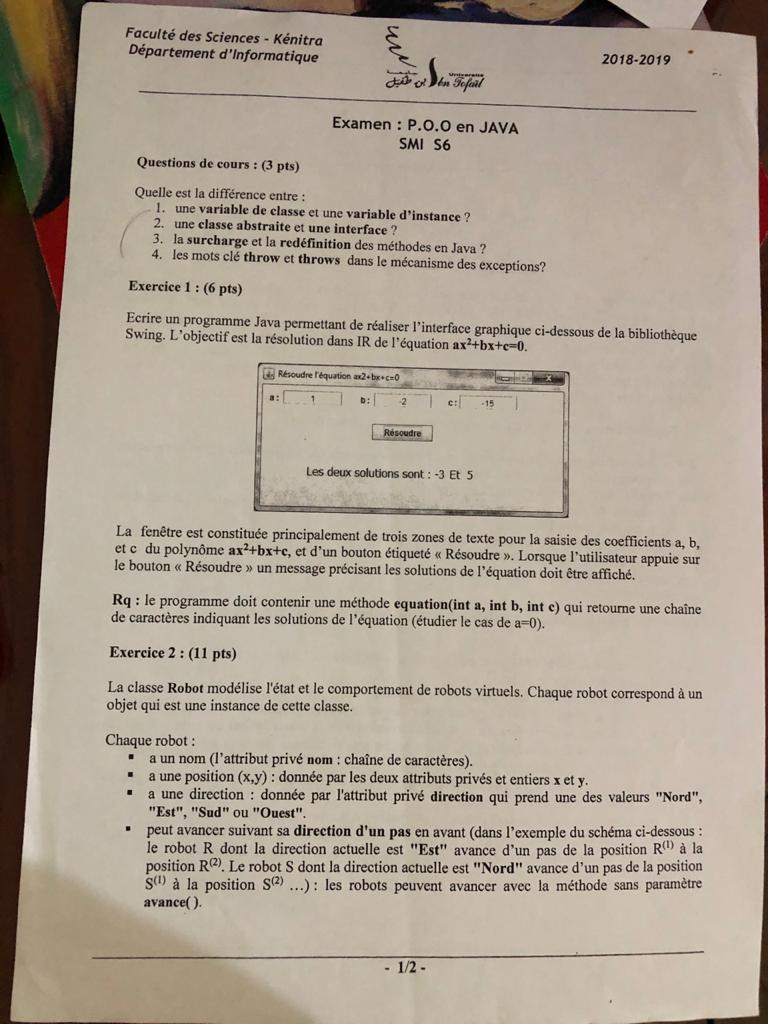 Faculté des Sciences - Kénitra
Département d'Informatique
Université
Ibn Tofaïl
2018-2019
Examen : P.O.O en JAVA
SMI S6
Questions de cours : (3 pts)
Quelle est la différence entre :
1. une variable de classe et une variable d'instance ?
2. une classe abstraite et une interface ?
3. la surcharge et la redéfinition des méthodes en Java ?
4. les mots clé throw et throws dans le mécanisme des exceptions?
Exercice 1 : (6 pts)
Ecrire un programme Java permettant de réaliser l'interface graphique ci-dessous de la bibliothèque
Swing. L'objectif est la résolution dans IR de l'équation ax²+bx+c=0.
Résoudre l'équation ax2+bx+c=0
a: 1 b: -2 c: -15
Résoudre
Les deux solutions sont : -3 Et 5
La fenêtre est constituée principalement de trois zones de texte pour la saisie des coefficients a, b,
et c du polynôme ax²+bx+c, et d'un bouton étiqueté « Résoudre ». Lorsque l'utilisateur appuie sur
le bouton « Résoudre » un message précisant les solutions de l'équation doit être affiché.
Rq : le programme doit contenir une méthode equation(int a, int b, int c) qui retourne une chaîne
de caractères indiquant les solutions de l'équation (étudier le cas de a=0).
Exercice 2 : (11 pts)
La classe Robot modélise l'état et le comportement de robots virtuels. Chaque robot correspond à un
objet qui est une instance de cette classe.
Chaque robot :
▪ a un nom (l'attribut privé nom : chaîne de caractères).
▪ a une position (x,y) : donnée par les deux attributs privés et entiers x et y.
▪ a une direction : donnée par l'attribut privé direction qui prend une des valeurs "Nord",
"Est", "Sud" ou "Ouest".
▪ peut avancer suivant sa direction d'un pas en avant (dans l'exemple du schéma ci-dessous :
le robot R dont la direction actuelle est "Est" avance d'un pas de la position R⁽¹⁾ à la
position R⁽²⁾. Le robot S dont la direction actuelle est "Nord" avance d'un pas de la position
S⁽¹⁾ à la position S⁽²⁾ …) : les robots peuvent avancer avec la méthode sans paramètre
avance( ).
- 1/2 -